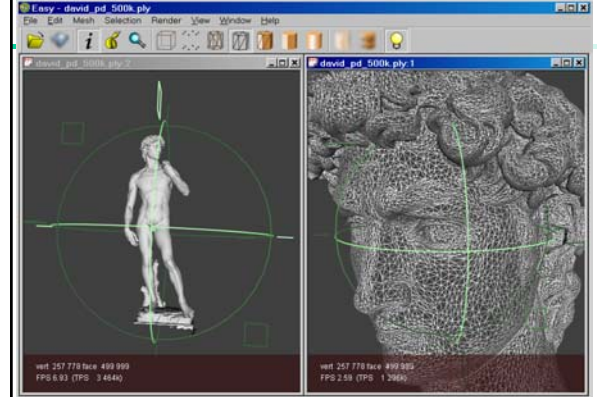 Easy - david_pd_500k.ply
File Edit Mesh Selection Render View Window Help
i
david_pd_500k.ply:2
david_pd_500k.ply:1
vert 257 778 face 499 999
FPS 6.93 (TPS 3 464k)
vert 257 778 face 499 989
FPS 2.59 (TPS 1 296k)